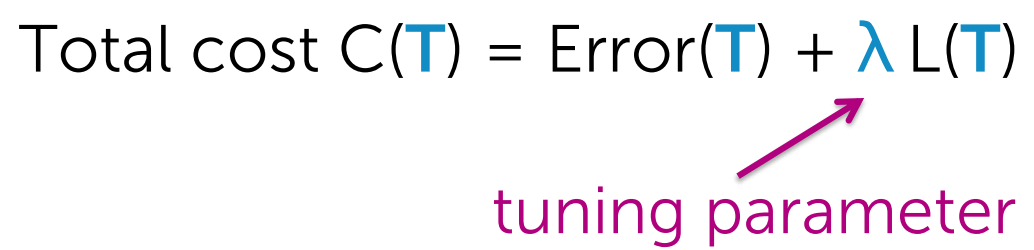 Total cost C(T) = Error(T) + λ L(T)
tuning parameter